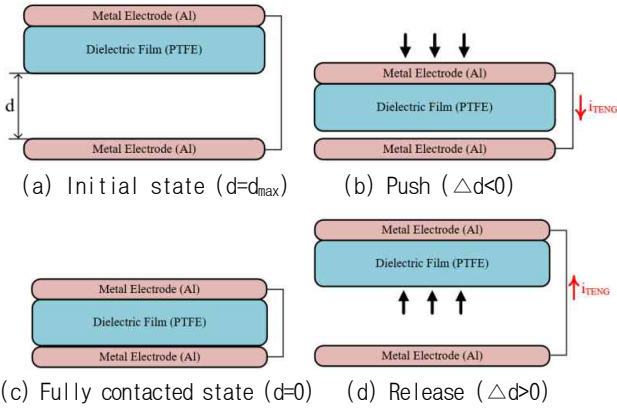 Metal Electrode (Al)
Dielectric Film (PTFE)
d
Metal Electrode (Al)
(a) Initial state (d=dmax)
Metal Electrode (Al)
Dielectric Film (PTFE)
iTENG
Metal Electrode (Al)
(b) Push (△d<0)
Metal Electrode (Al)
Dielectric Film (PTFE)
Metal Electrode (Al)
(c) Fully contacted state (d=0)
Metal Electrode (Al)
Dielectric Film (PTFE)
iTENG
Metal Electrode (Al)
(d) Release (△d>0)